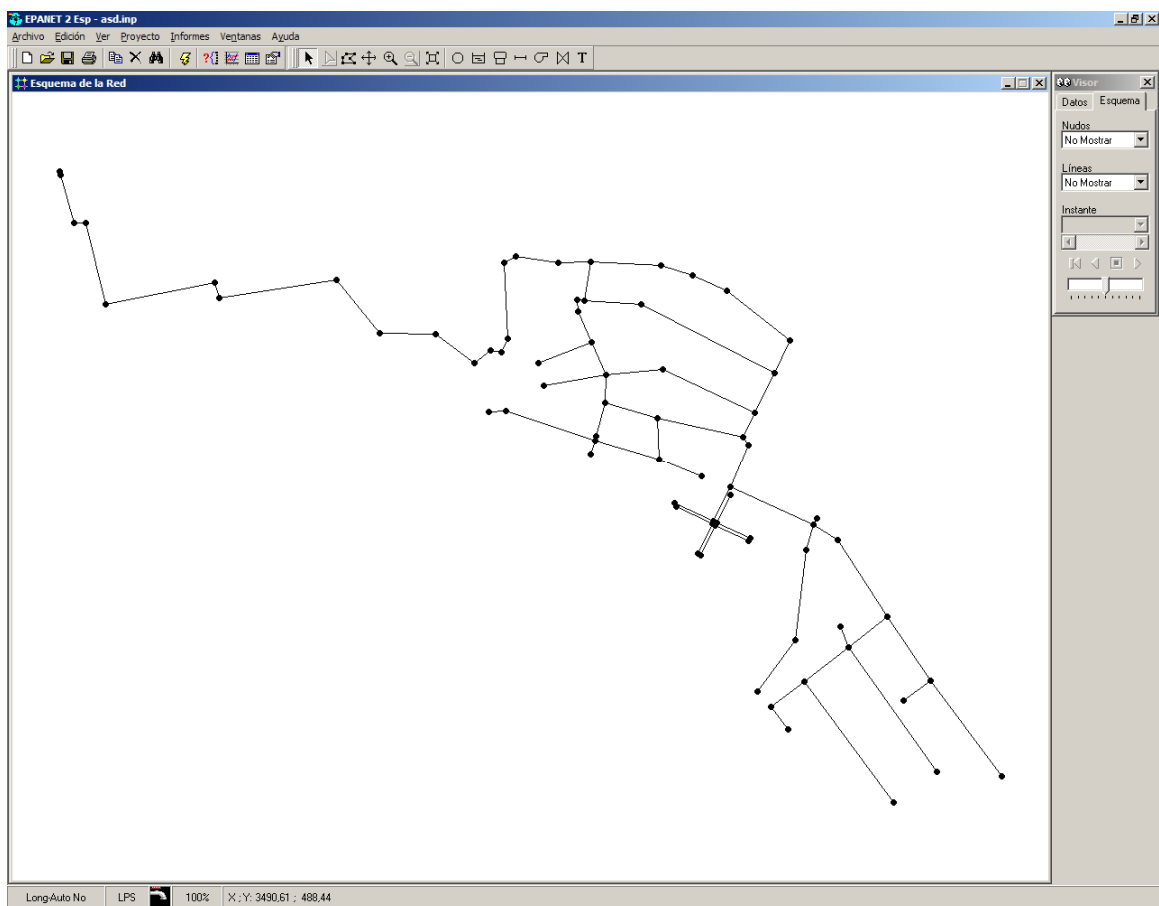 EPANET 2 Esp - asd.inp
Archivo Edición Ver Proyecto Informes Ventanas Ayuda
T
Esquema de la Red
Visor
Datos Esquema
Nudos
No Mostrar
Líneas
No Mostrar
Instante
Long-Auto No LPS 100% X ; Y: 3490,61 ; 488,44